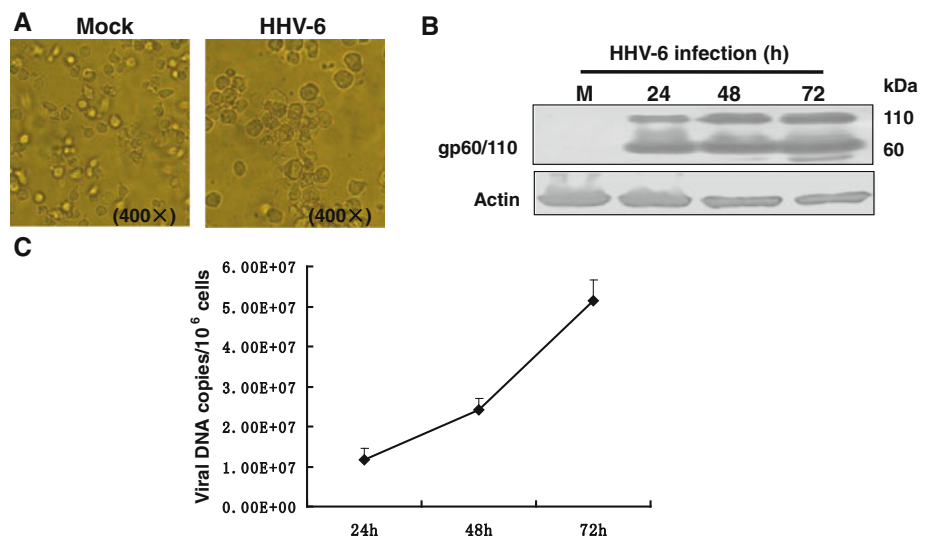 A
Mock
HHV-6
(400×)
(400×)
B
HHV-6 infection (h)
M 24 48 72 kDa
gp60/110
110
60
Actin
C
Viral DNA copies/10⁶ cells
6.00E+07
5.00E+07
4.00E+07
3.00E+07
2.00E+07
1.00E+07
0.00E+00
24h 48h 72h